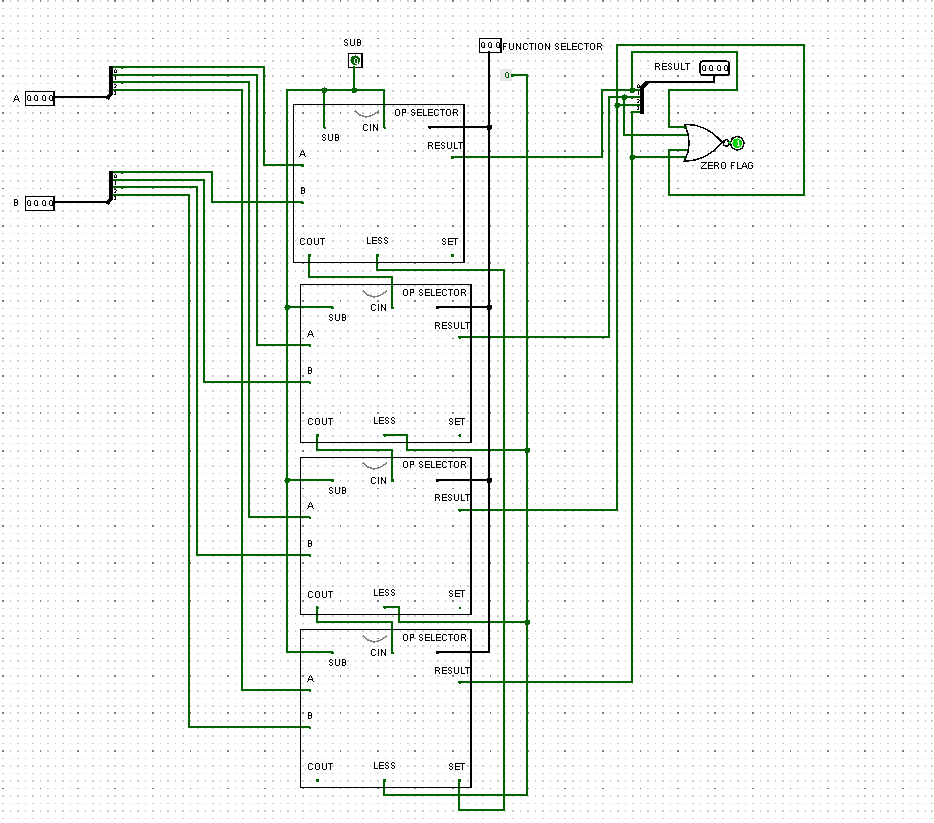 SUB
000 FUNCTION SELECTOR
0
RESULT 0000
A 0000
B 0000
1
ZERO FLAG
OP SELECTOR
SUB
CIN
RESULT
A
B
COUT
LESS
SET
OP SELECTOR
SUB
CIN
RESULT
A
B
COUT
LESS
SET
OP SELECTOR
SUB
CIN
RESULT
A
B
COUT
LESS
SET
OP SELECTOR
SUB
CIN
RESULT
A
B
COUT
LESS
SET